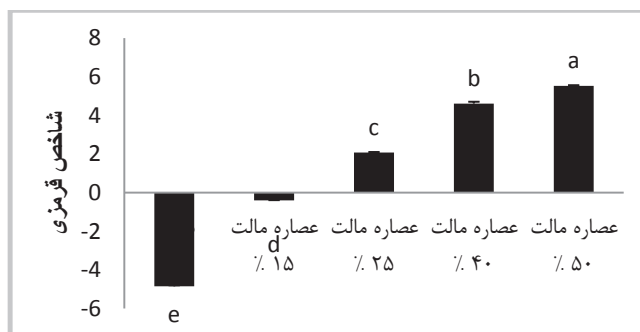 8
6
4
2
0
-2
-4
-6
شاخص قرمزی
a
b
c
d
e
عصاره مالت
۱۵ ٪
عصاره مالت
۲۵ ٪
عصاره مالت
۴۰ ٪
عصاره مالت
۵۰ ٪